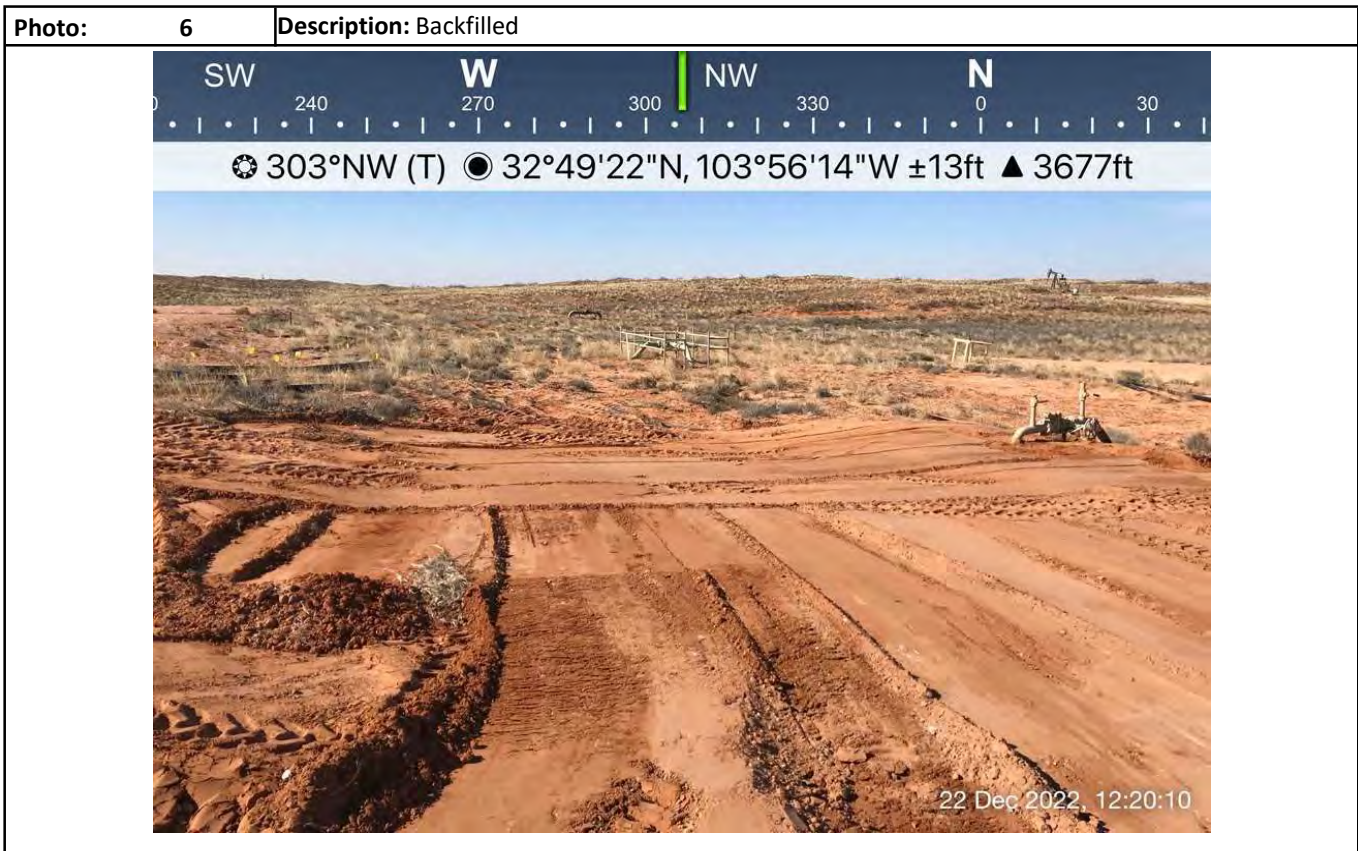 Photo: 6 Description: Backfilled
SW W NW N
240 270 300 330 0 30
303°NW (T) 32°49'22"N, 103°56'14"W ±13ft ▲ 3677ft
22 Dec 2022, 12:20:10